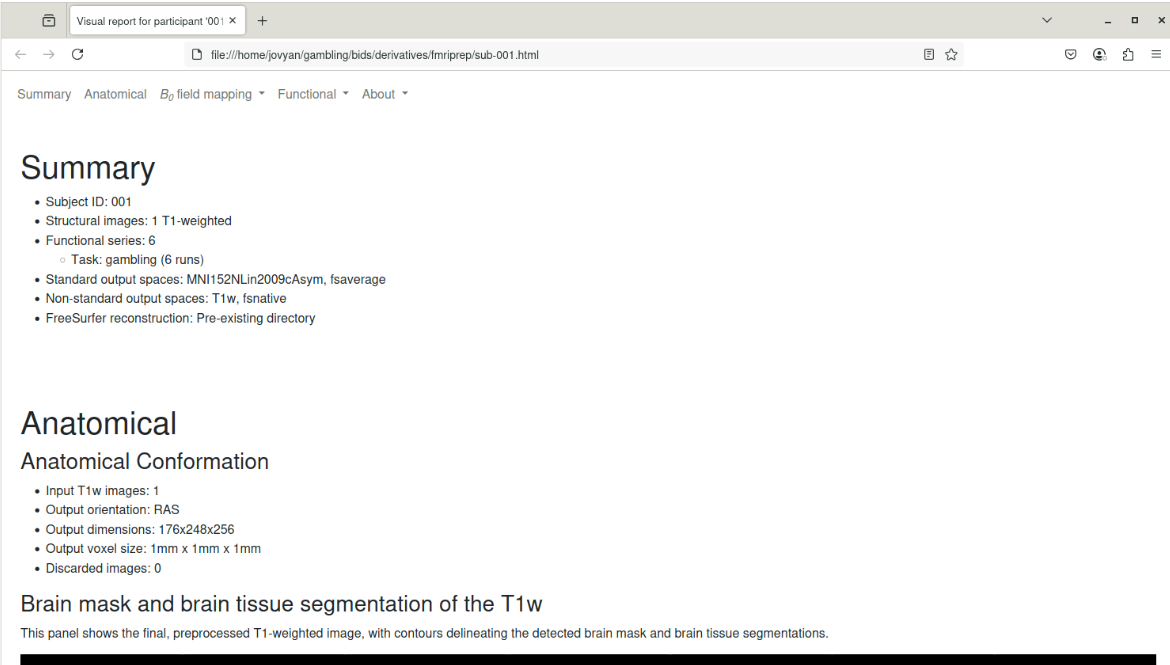 Visual report for participant '001
file:///home/jovyan/gambling/bids/derivatives/fmriprep/sub-001.html
Summary Anatomical B0 field mapping Functional About
Summary
Subject ID: 001
Structural images: 1 T1-weighted
Functional series: 6
Task: gambling (6 runs)
Standard output spaces: MNI152NLin2009cAsym, fsaverage
Non-standard output spaces: T1w, fsnative
FreeSurfer reconstruction: Pre-existing directory
Anatomical
Anatomical Conformation
Input T1w images: 1
Output orientation: RAS
Output dimensions: 176x248x256
Output voxel size: 1mm x 1mm x 1mm
Discarded images: 0
Brain mask and brain tissue segmentation of the T1w
This panel shows the final, preprocessed T1-weighted image, with contours delineating the detected brain mask and brain tissue segmentations.